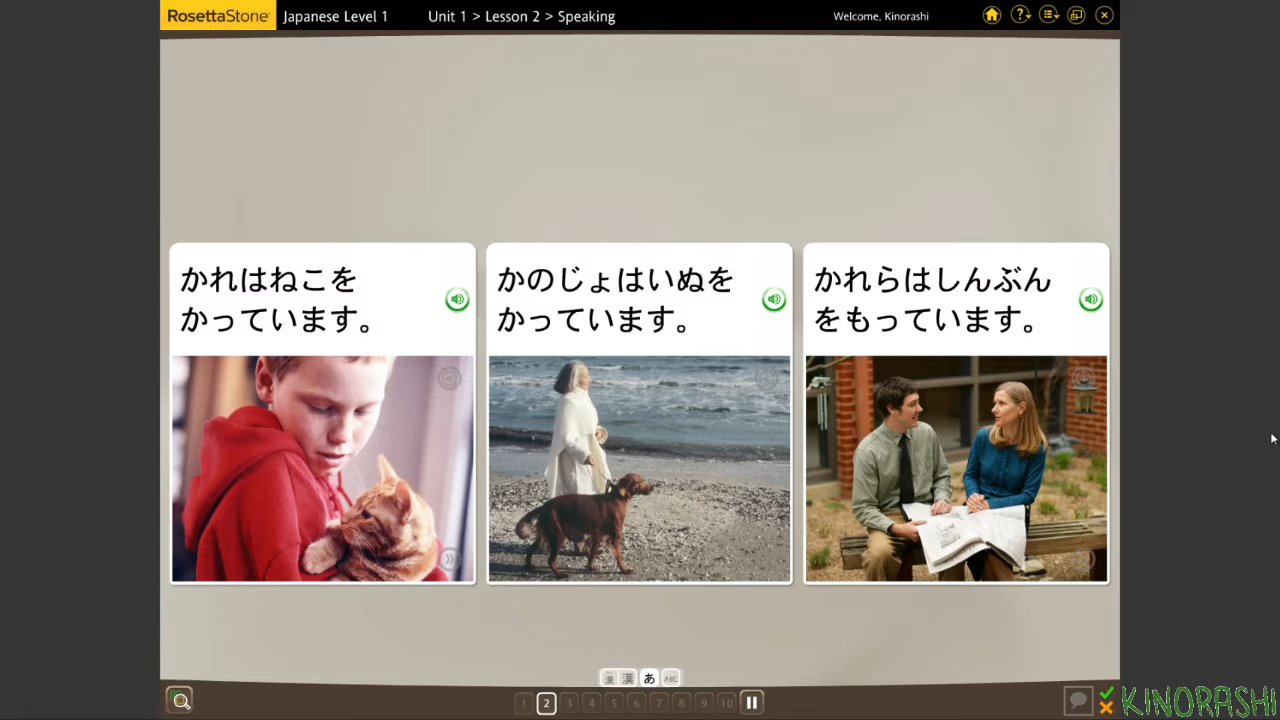 RosettaStone
Japanese Level 1
Unit 1 > Lesson 2 > Speaking
Welcome, Kinorashi
かれはねこを
かっています。
かのじょはいぬを
かっています。
かれらはしんぶん
をもっています。
漢 漢 あ ABC
1 2 3 4 5 6 7 8 9 10
KINORASHI